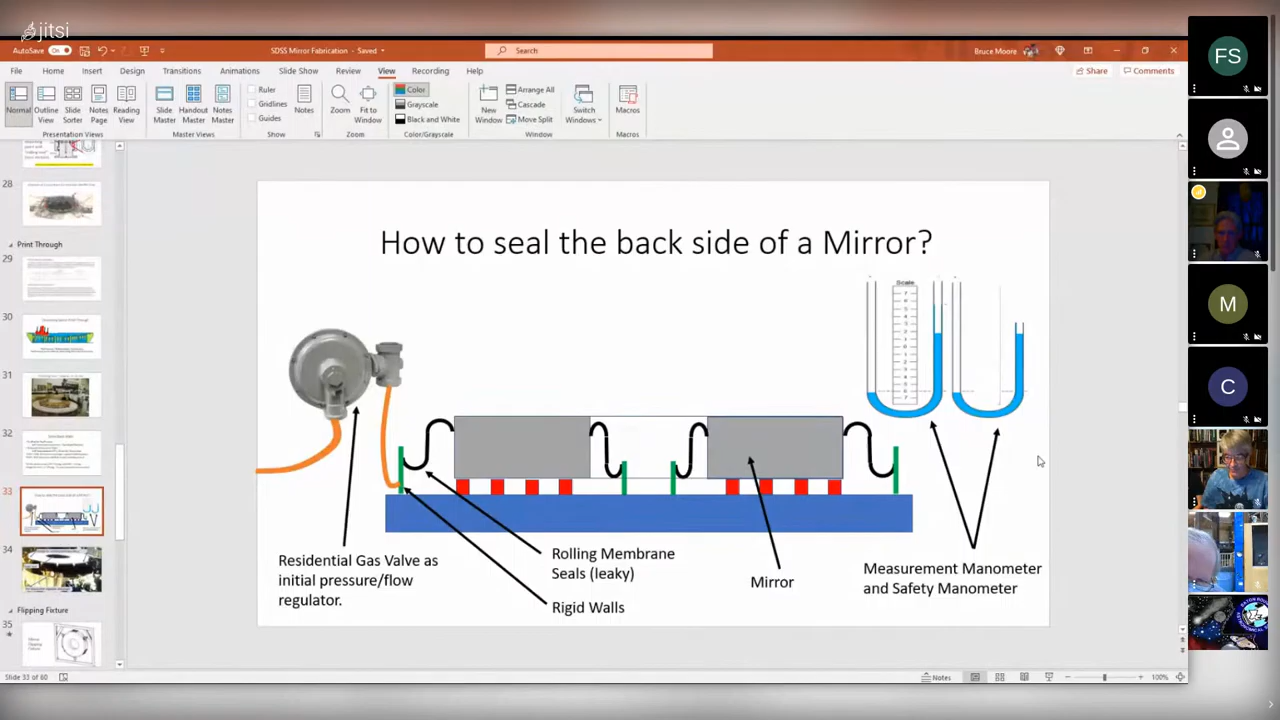 jitsi
AutoSave On
SDSS Mirror Fabrication - Saved
Search
Bruce Moore
File Home Insert Design Transitions Animations Slide Show Review View Recording Help
Share Comments
Normal
Outline View
Slide Sorter
Notes Page
Reading View
Presentation Views
Slide Master
Handout Master
Notes Master
Master Views
Ruler
Gridlines
Guides
Show
Notes
Zoom
Fit to Window
Zoom
Color
Grayscale
Black and White
Color/Grayscale
New Window
Arrange All
Cascade
Move Split
Window
Switch Windows
Macros
Macros
28
Print Through
29
30
31
32
33
34
Flipping Fixture
35
How to seal the back side of a Mirror?
Scale
Residential Gas Valve as
initial pressure/flow
regulator.
Rolling Membrane
Seals (leaky)
Rigid Walls
Mirror
Measurement Manometer
and Safety Manometer
FS
M
C
Slide 33 of 60
Notes
100%